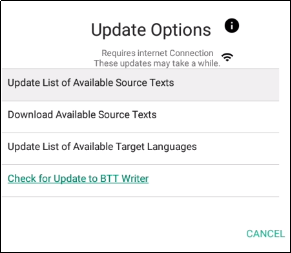 Update Options
Requires internet Connection
These updates may take a while.
Update List of Available Source Texts
Download Available Source Texts
Update List of Available Target Languages
Check for Update to BTT Writer
CANCEL